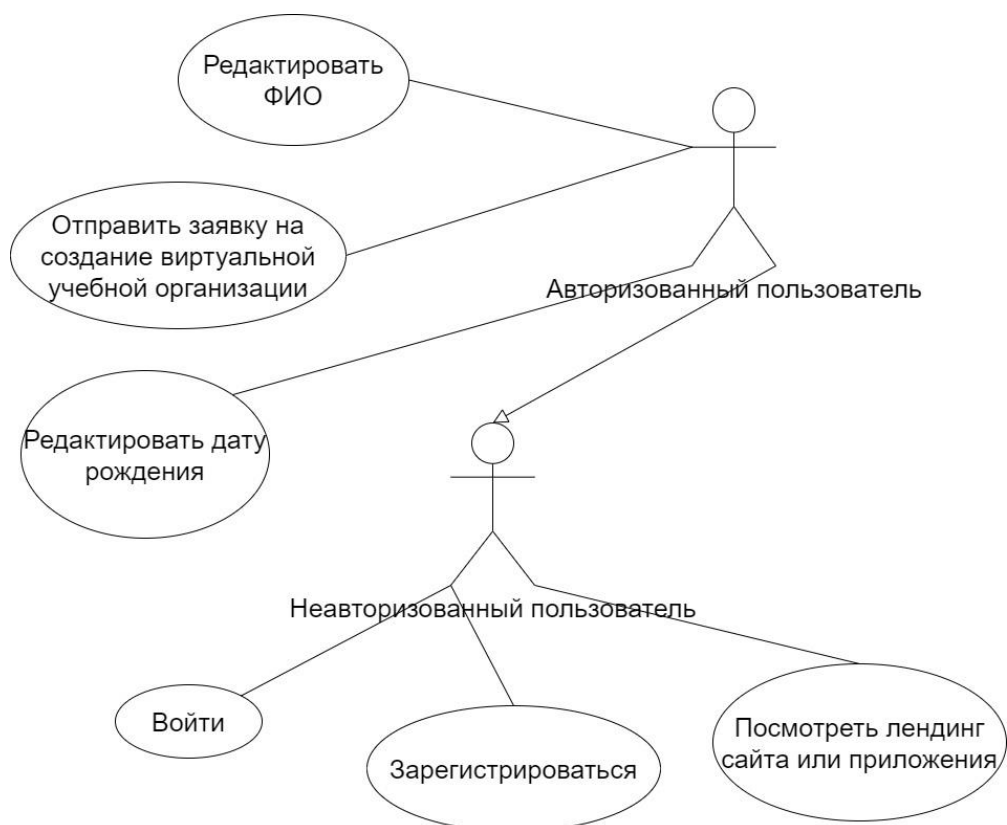 Редактировать
ФИО
Отправить заявку на
создание виртуальной
учебной организации
Авторизованный пользователь
Редактировать дату
рождения
Неавторизованный пользователь
Войти
Зарегистрироваться
Посмотреть лендинг
сайта или приложения